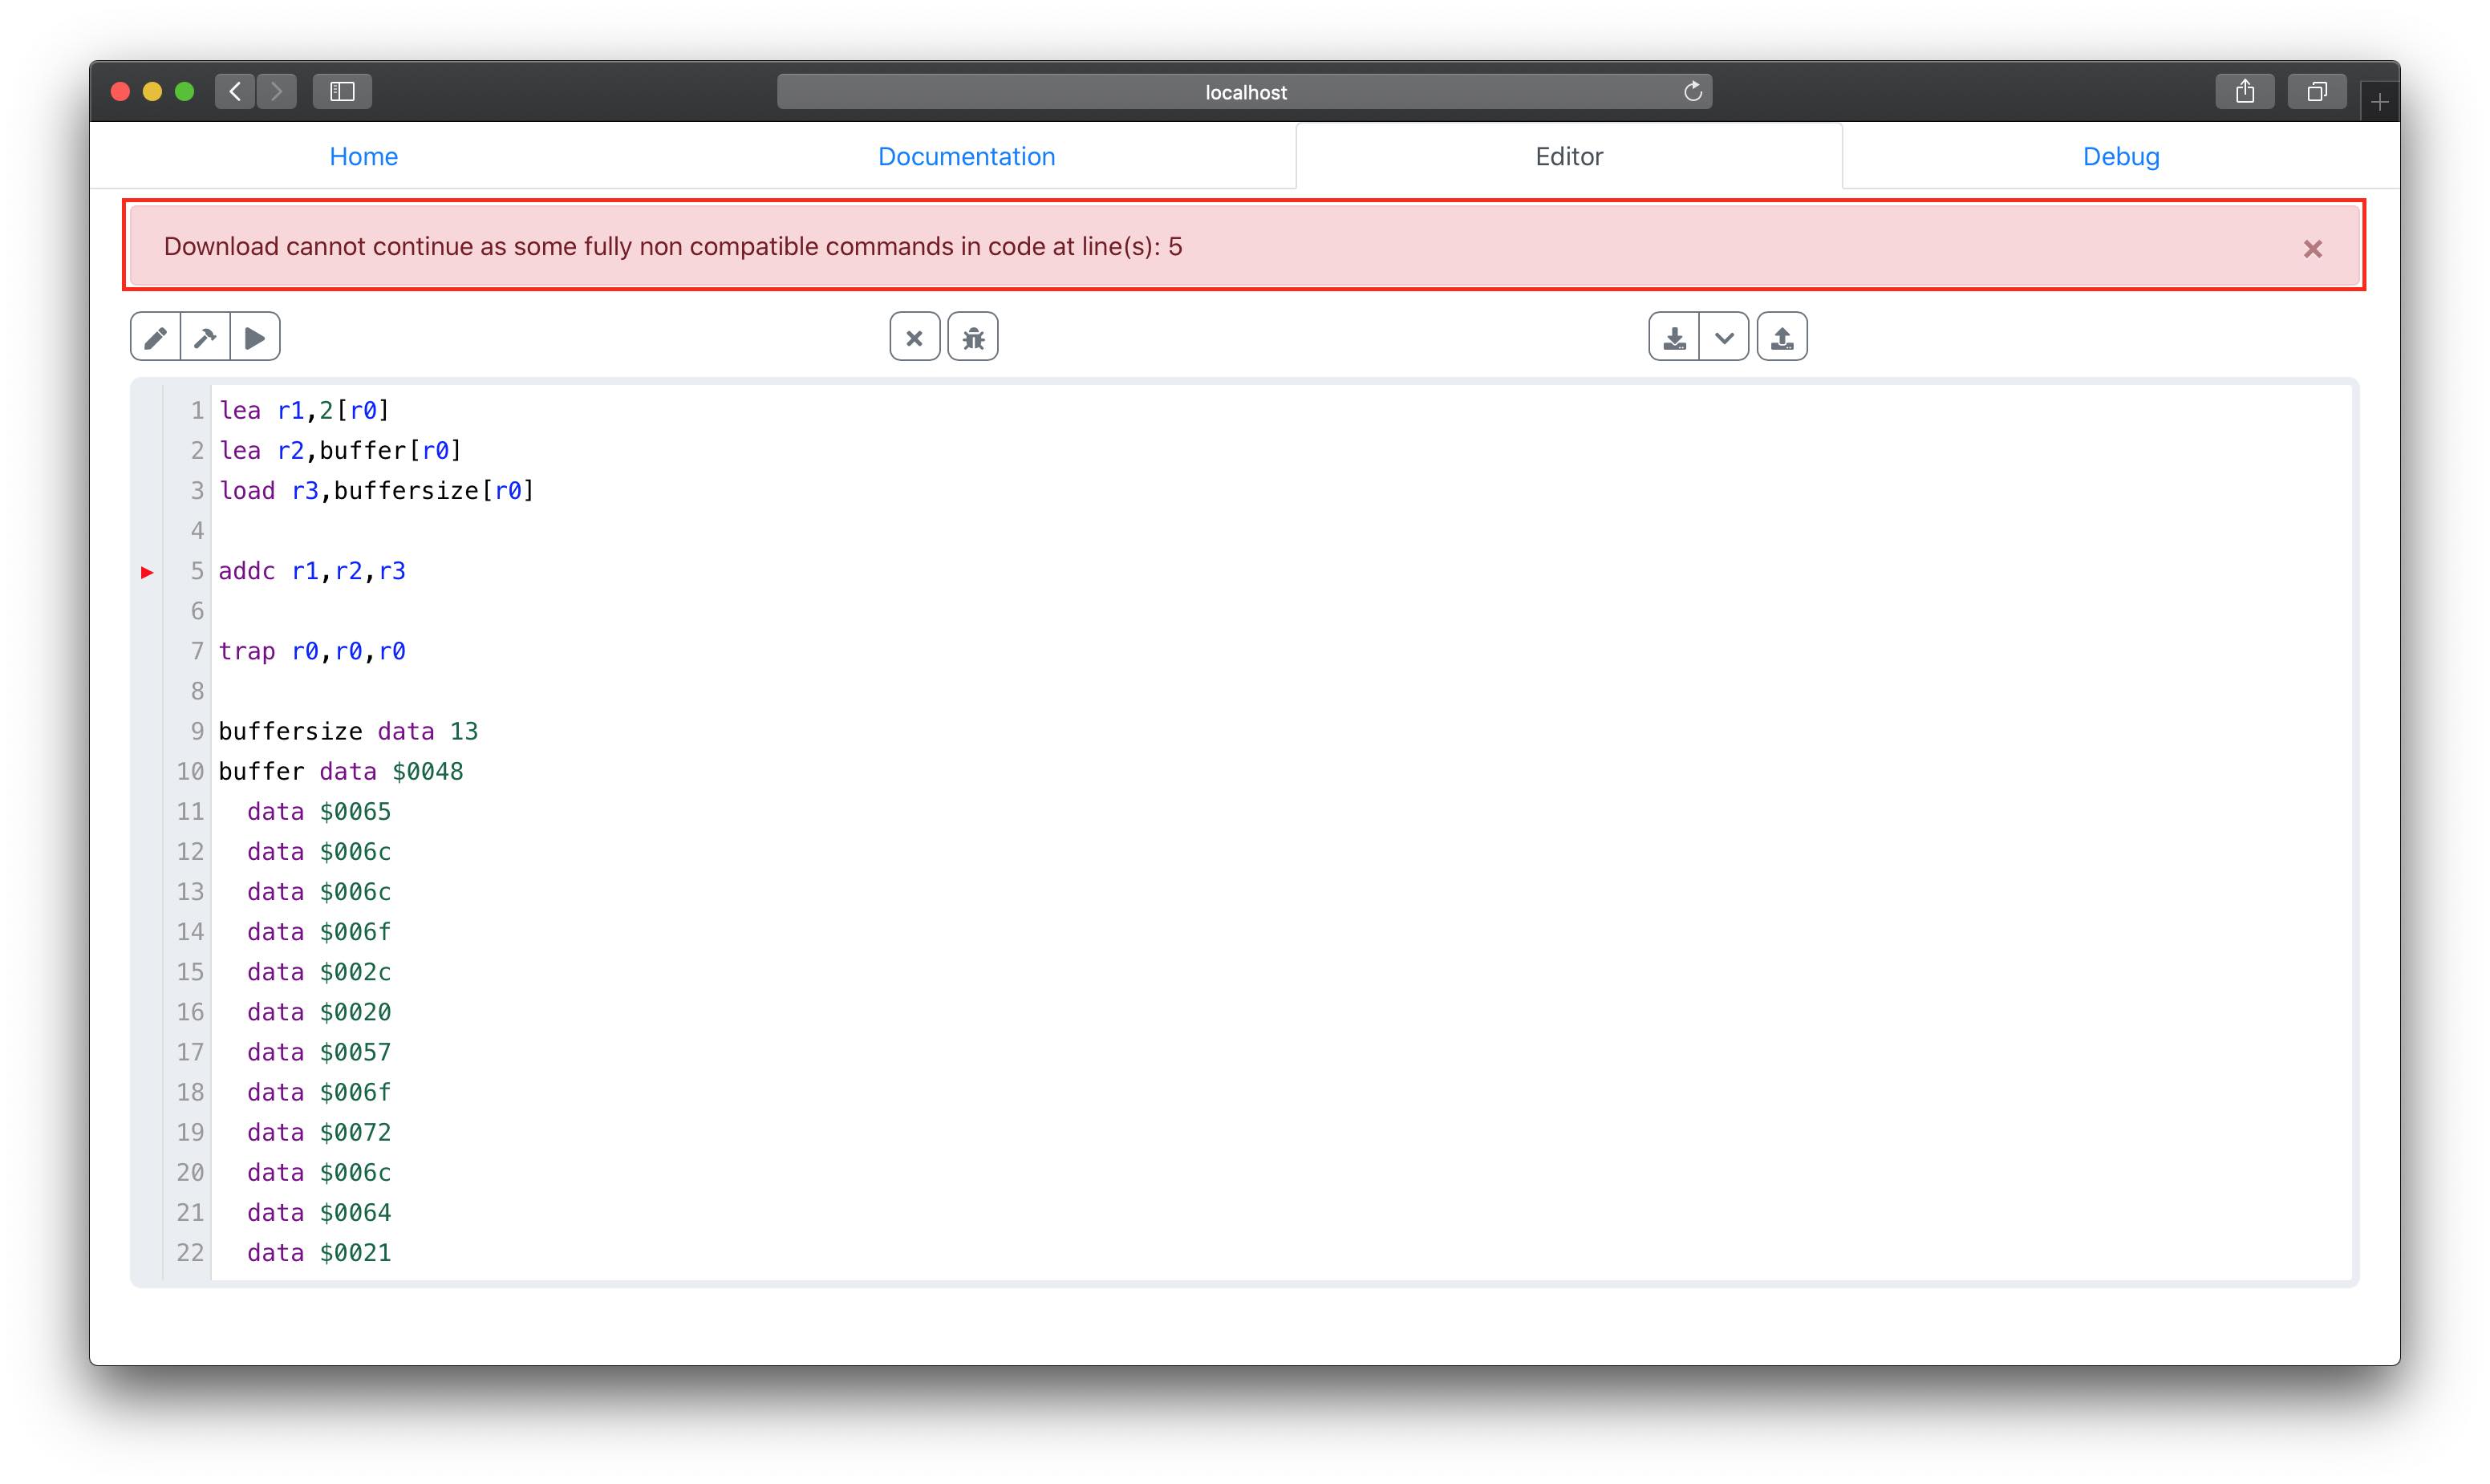 localhost
Home Documentation Editor Debug
Download cannot continue as some fully non compatible commands in code at line(s): 5
1 lea r1,2[r0]
2 lea r2,buffer[r0]
3 load r3,buffersize[r0]
4
5 addc r1,r2,r3
6
7 trap r0,r0,r0
8
9 buffersize data 13
10 buffer data $0048
11 data $0065
12 data $006c
13 data $006c
14 data $006f
15 data $002c
16 data $0020
17 data $0057
18 data $006f
19 data $0072
20 data $006c
21 data $0064
22 data $0021